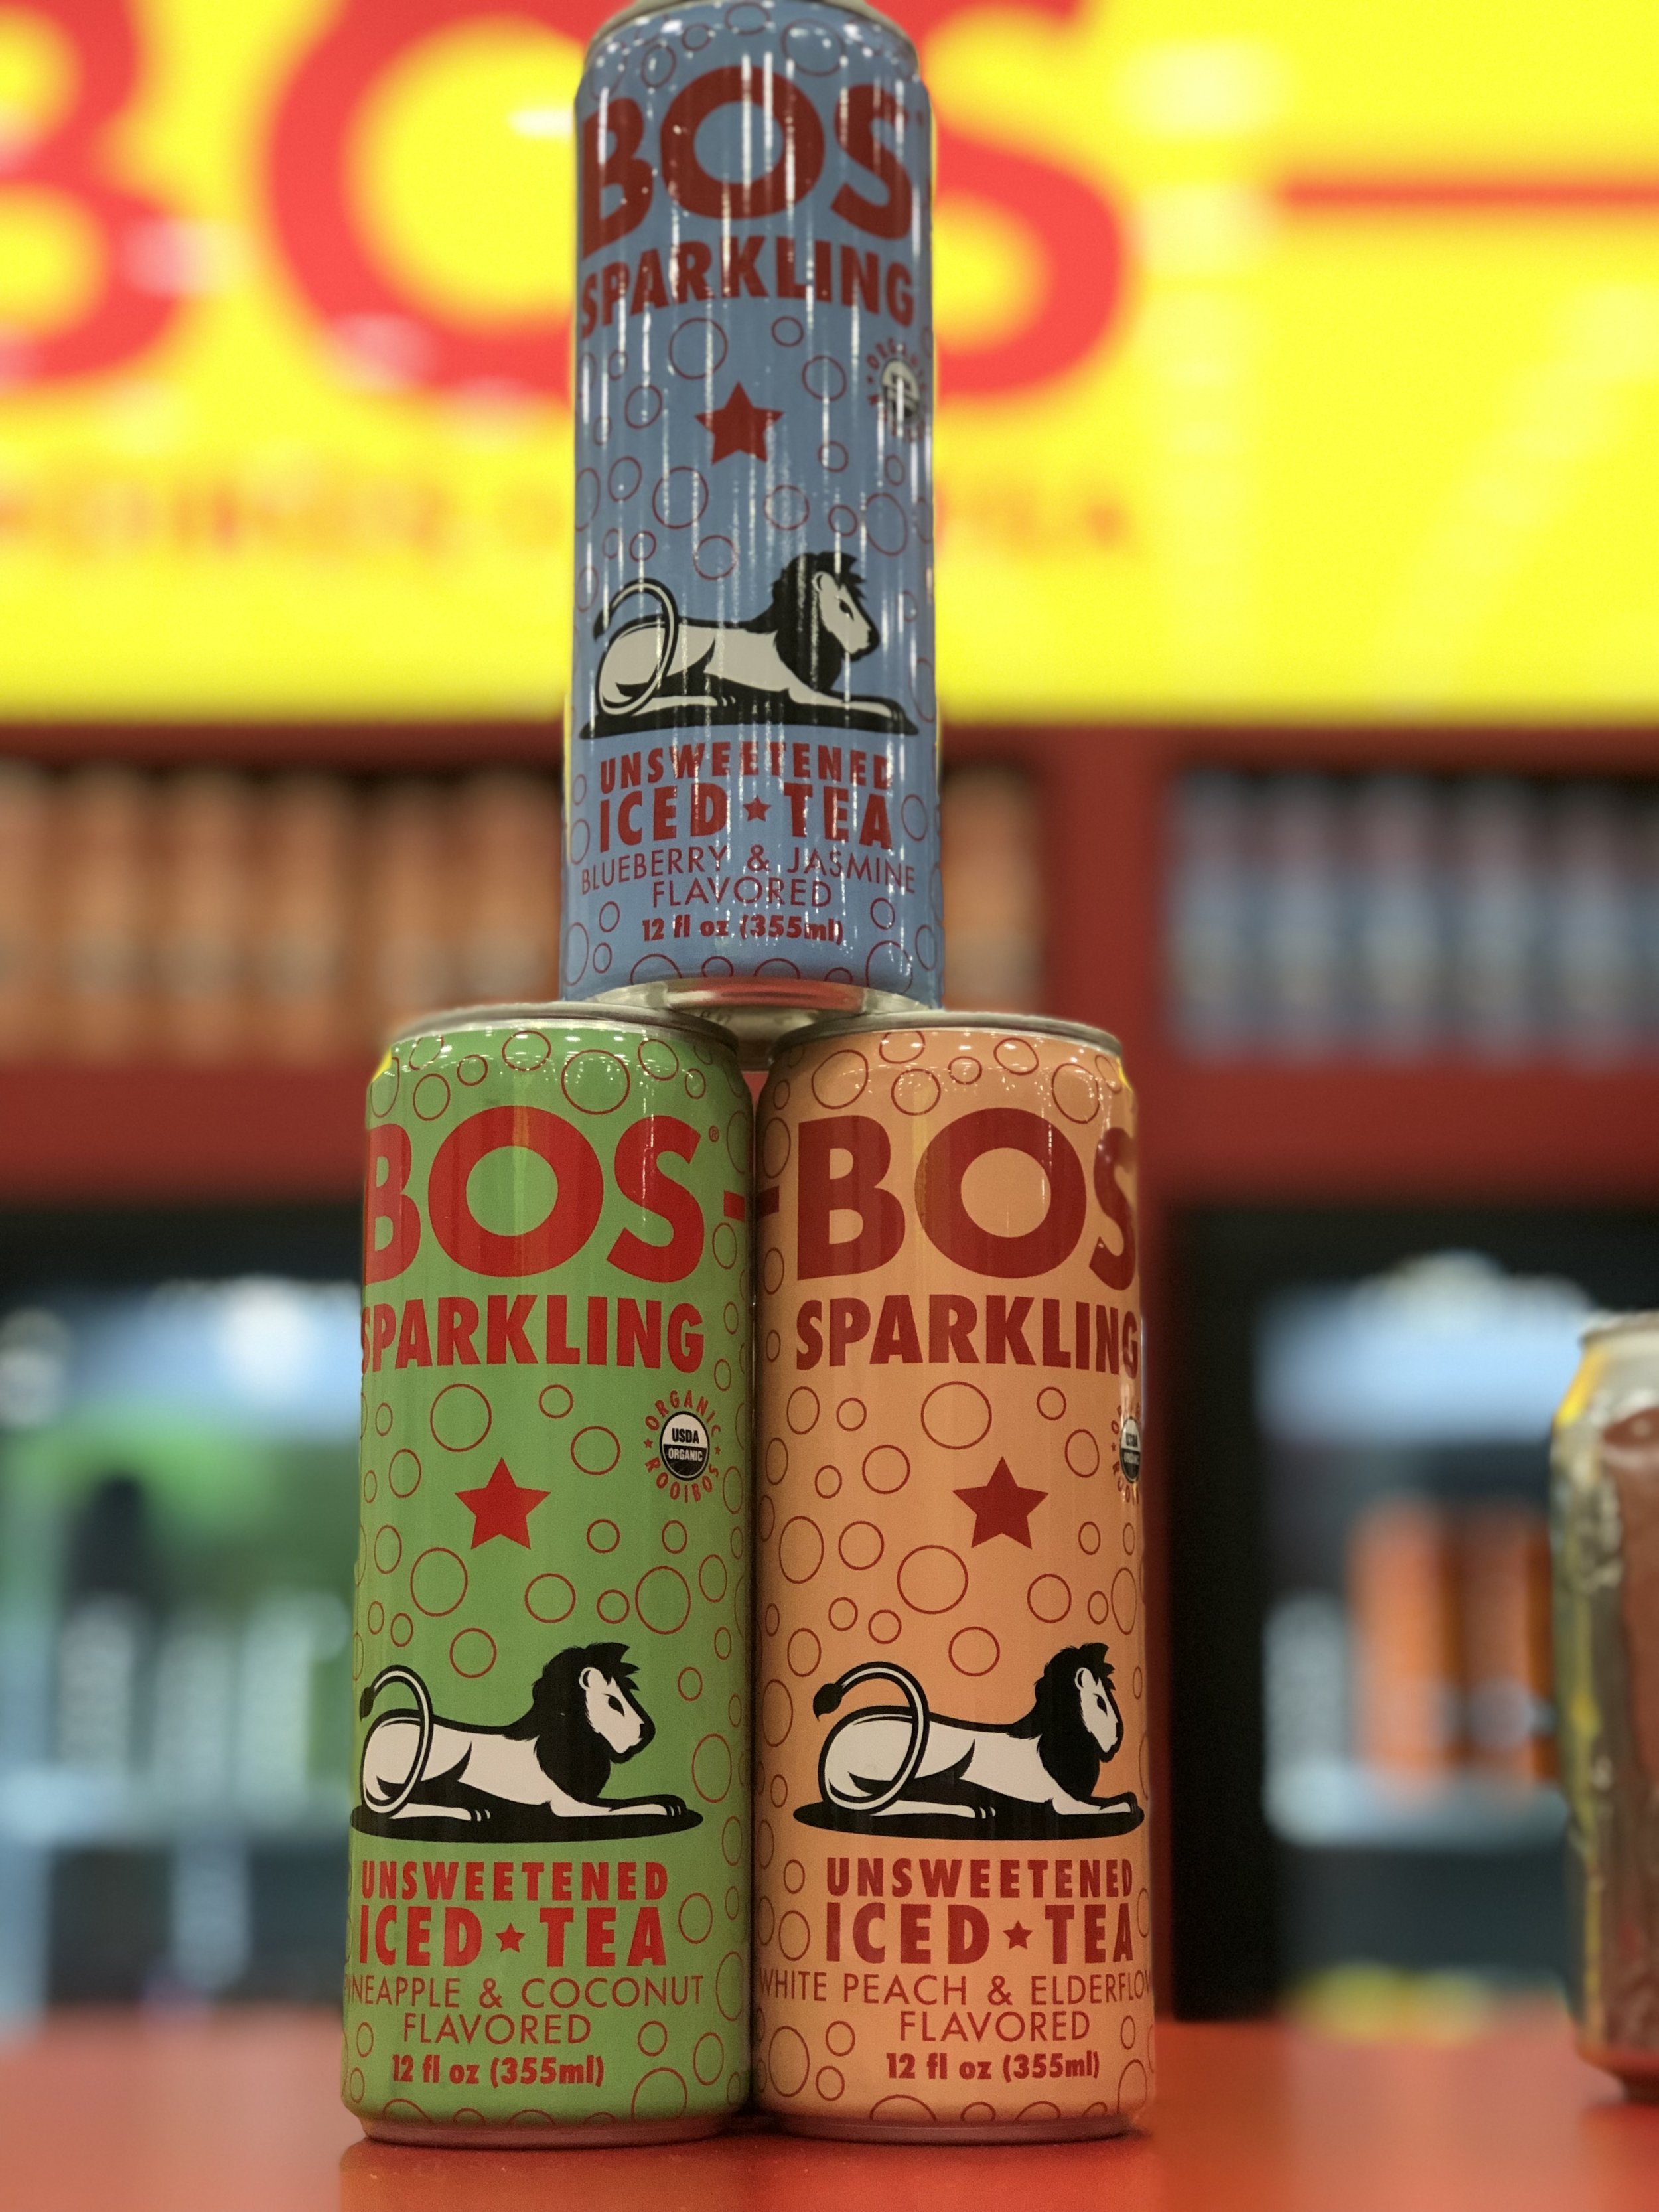 BOS
BOS
SPARKLING
ORGANIC
UNSWEETENED
ICED★TEA
BLUEBERRY & JASMINE
FLAVORED
12 fl oz (355ml)
BOS®-
SPARKLING
ORGANIC
USDA
ORGANIC
ROOIBOS
UNSWEETENED
ICED★TEA
NEAPPLE & COCONUT
FLAVORED
12 fl oz (355ml)
-BOS
SPARKLING
UNSWEETENED
ICED★TEA
WHITE PEACH & ELDERFLOW
FLAVORED
12 fl oz (355ml)